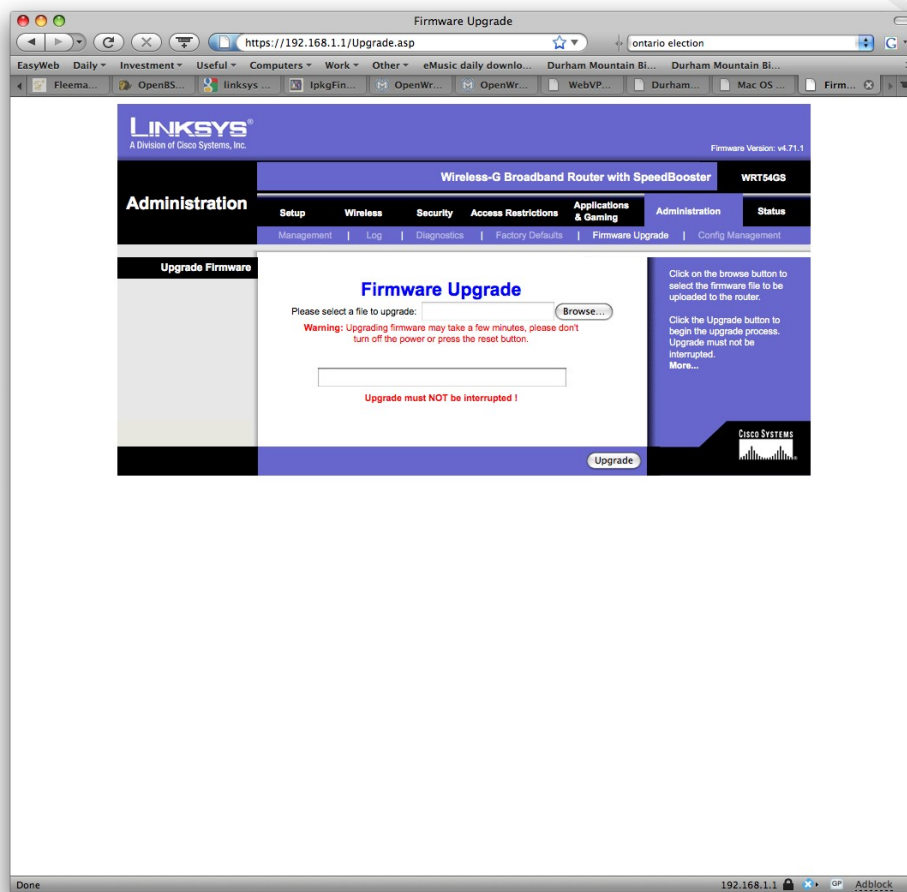 Firmware Upgrade
https://192.168.1.1/Upgrade.asp
ontario election
G
EasyWeb Daily Investment Useful Computers Work Other eMusic daily downlo... Durham Mountain Bi... Durham Mountain Bi...
Fleema... OpenBS... linksys ... IpkgFin... OpenWr... OpenWr... WebVP... Durham... Mac OS ... Firm...
LINKSYS®
A Division of Cisco Systems, Inc.
Firmware Version: v4.71.1
Wireless-G Broadband Router with SpeedBooster WRT54GS
Administration
Setup Wireless Security Access Restrictions Applications & Gaming Administration Status
Management | Log | Diagnostics | Factory Defaults | Firmware Upgrade | Config Management
Upgrade Firmware
Firmware Upgrade
Please select a file to upgrade: Browse...
Warning: Upgrading firmware may take a few minutes, please don't
turn off the power or press the reset button.
Upgrade must NOT be interrupted !
Click on the browse button to
select the firmware file to be
uploaded to the router.
Click the Upgrade button to
begin the upgrade process.
Upgrade must not be
interrupted.
More...
CISCO SYSTEMS
Upgrade
Done
192.168.1.1 GP Adblock